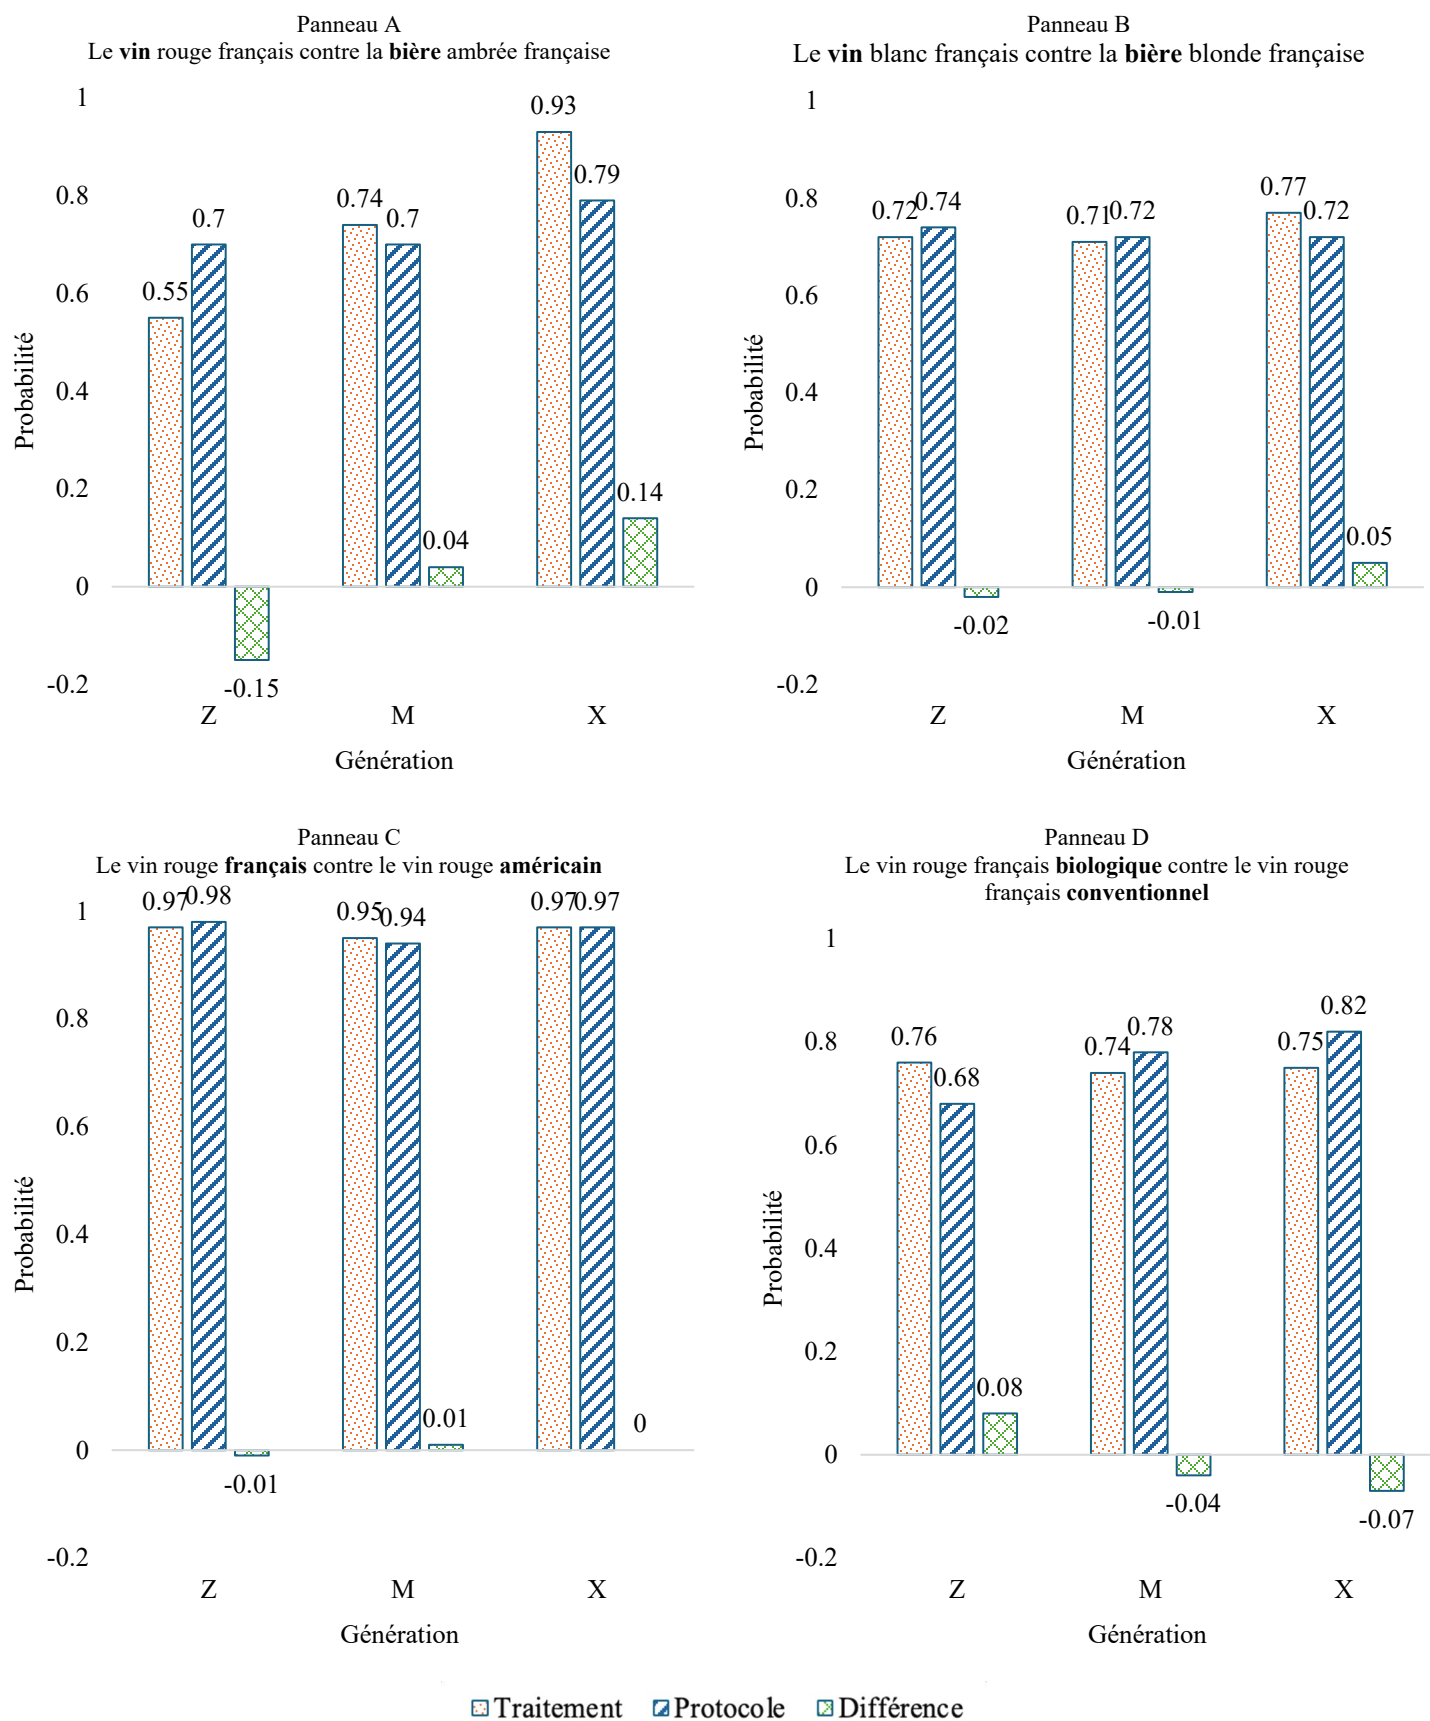 Panneau A
Le vin rouge français contre la bière ambrée française
1
0.8
0.6
0.4
0.2
0
-0.2
Probabilité
0.55
0.7
-0.15
0.74
0.7
0.04
0.93
0.79
0.14
Z M X
Génération
Panneau B
Le vin blanc français contre la bière blonde française
1
0.8
0.6
0.4
0.2
0
-0.2
Probabilité
0.72
0.74
-0.02
0.71
0.72
-0.01
0.77
0.72
0.05
Z M X
Génération
Panneau C
Le vin rouge français contre le vin rouge américain
1
0.8
0.6
0.4
0.2
0
-0.2
Probabilité
0.97
0.98
-0.01
0.95
0.94
0.01
0.97
0.97
0
Z M X
Génération
Panneau D
Le vin rouge français biologique contre le vin rouge
français conventionnel
1
0.8
0.6
0.4
0.2
0
-0.2
Probabilité
0.76
0.68
0.08
0.74
0.78
-0.04
0.75
0.82
-0.07
Z M X
Génération
Traitement Protocole Différence